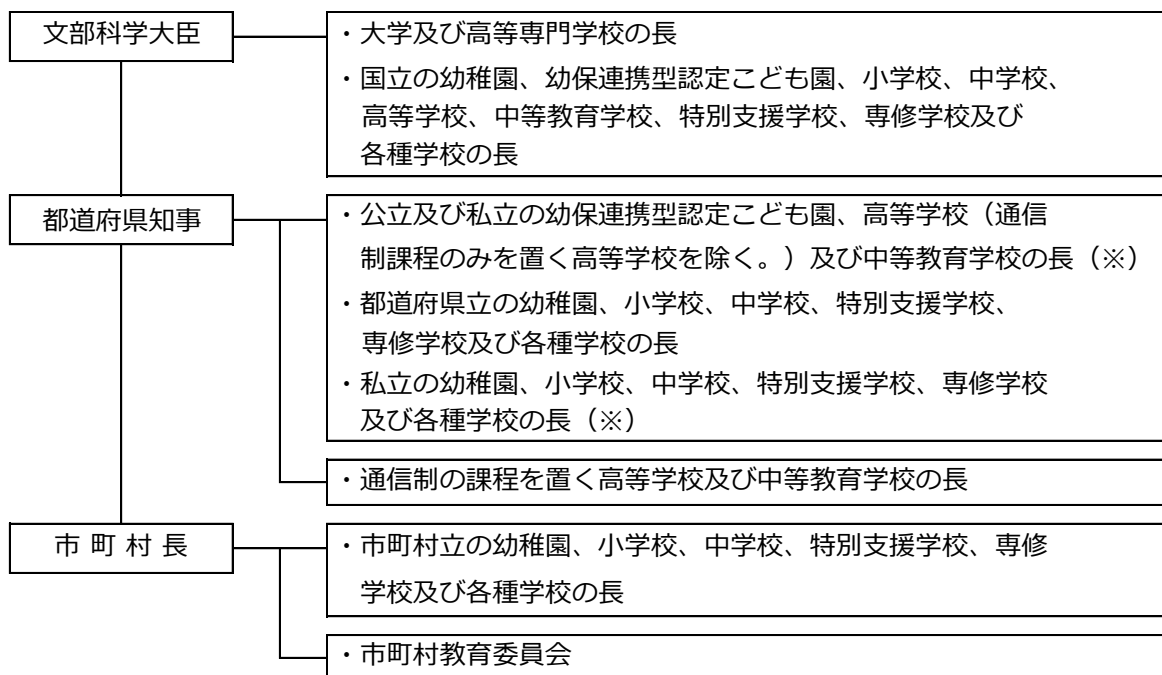 文部科学大臣
・大学及び高等専門学校の長
・国立の幼稚園、幼保連携型認定こども園、小学校、中学校、
高等学校、中等教育学校、特別支援学校、専修学校及び
各種学校の長
都道府県知事
・公立及び私立の幼保連携型認定こども園、高等学校（通信
制課程のみを置く高等学校を除く。）及び中等教育学校の長（※）
・都道府県立の幼稚園、小学校、中学校、特別支援学校、
専修学校及び各種学校の長
・私立の幼稚園、小学校、中学校、特別支援学校、専修学校
及び各種学校の長（※）
・通信制の課程を置く高等学校及び中等教育学校の長
市 町 村 長
・市町村立の幼稚園、小学校、中学校、特別支援学校、専修
学校及び各種学校の長
・市町村教育委員会